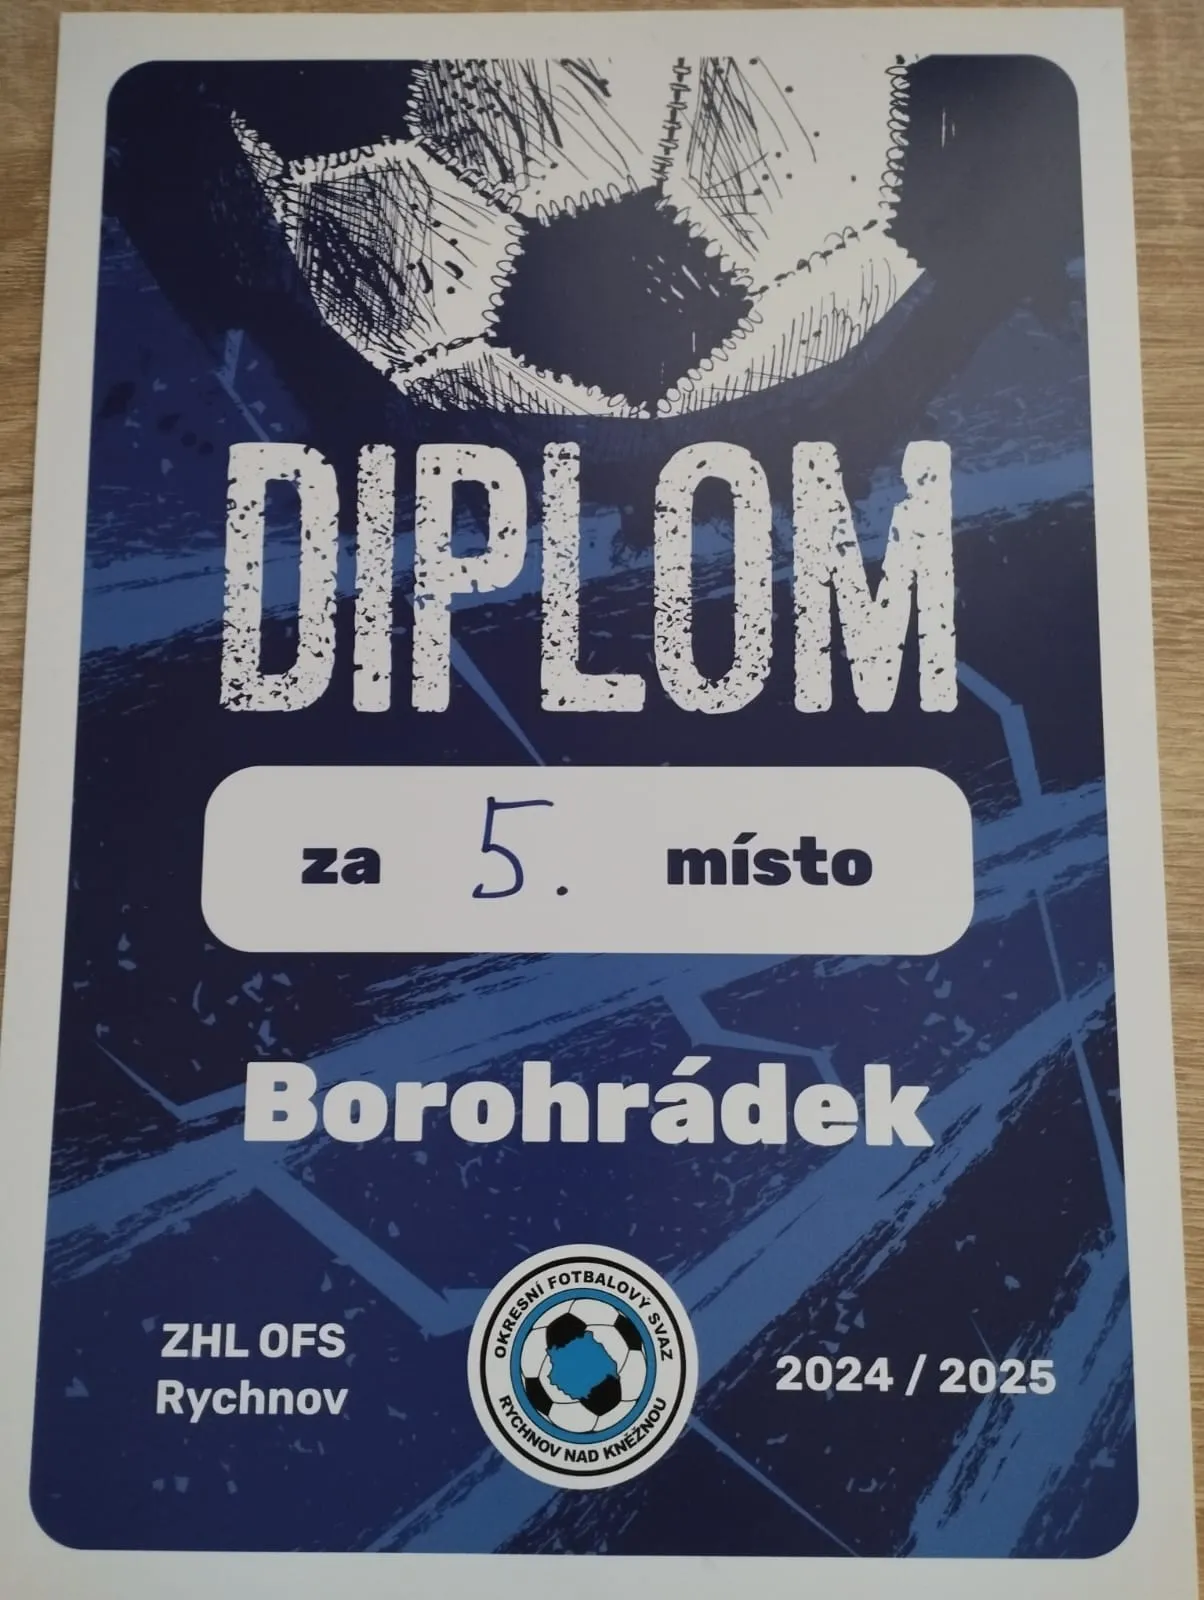 DIPLOM
za 5. místo
Borohrádek
ZHL OFS
Rychnov
OKRESNÍ FOTBALOVÝ SVAZ
RYCHNOV NAD KNĚŽNOU
2024 / 2025